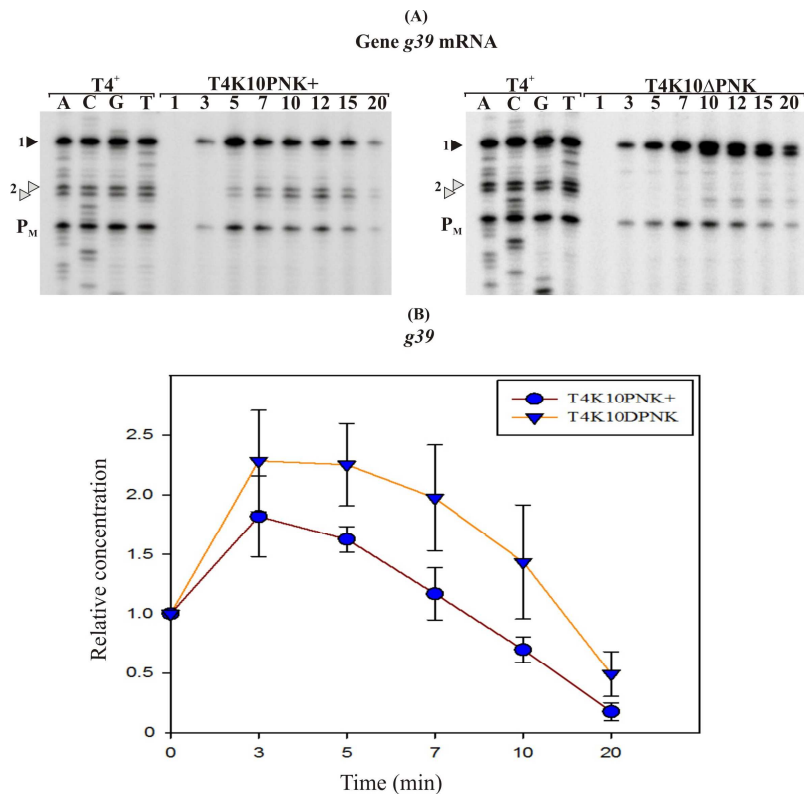 (A)
Gene g39 mRNA
T4+ T4K10PNK+
A C G T 1 3 5 7 10 12 15 20
1
2
PM
T4+ T4K10ΔPNK
A C G T 1 3 5 7 10 12 15 20
1
2
PM
(B)
g39
T4K10PNK+
T4K10DPNK
Relative concentration
2.5
2.0
1.5
1.0
0.5
0
0 3 5 7 10 20
Time (min)